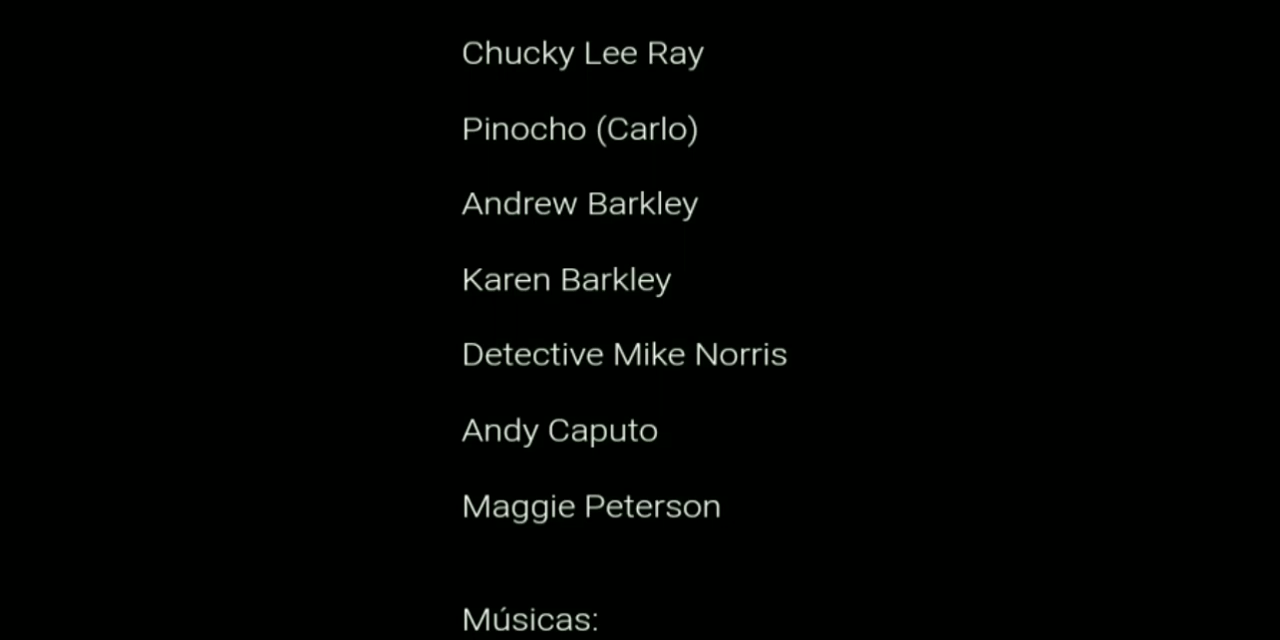 Chucky Lee Ray
Pinocho (Carlo)
Andrew Barkley
Karen Barkley
Detective Mike Norris
Andy Caputo
Maggie Peterson
Músicas: